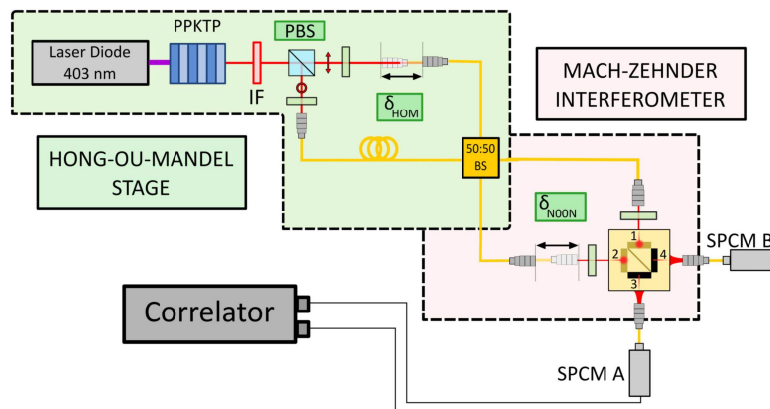 PPKTP
PBS
Laser Diode
403 nm
IF
δHOM
MACH-ZEHNDER
INTERFEROMETER
HONG-OU-MANDEL
STAGE
50:50
BS
δN00N
1
2
4
3
SPCM B
Correlator
SPCM A